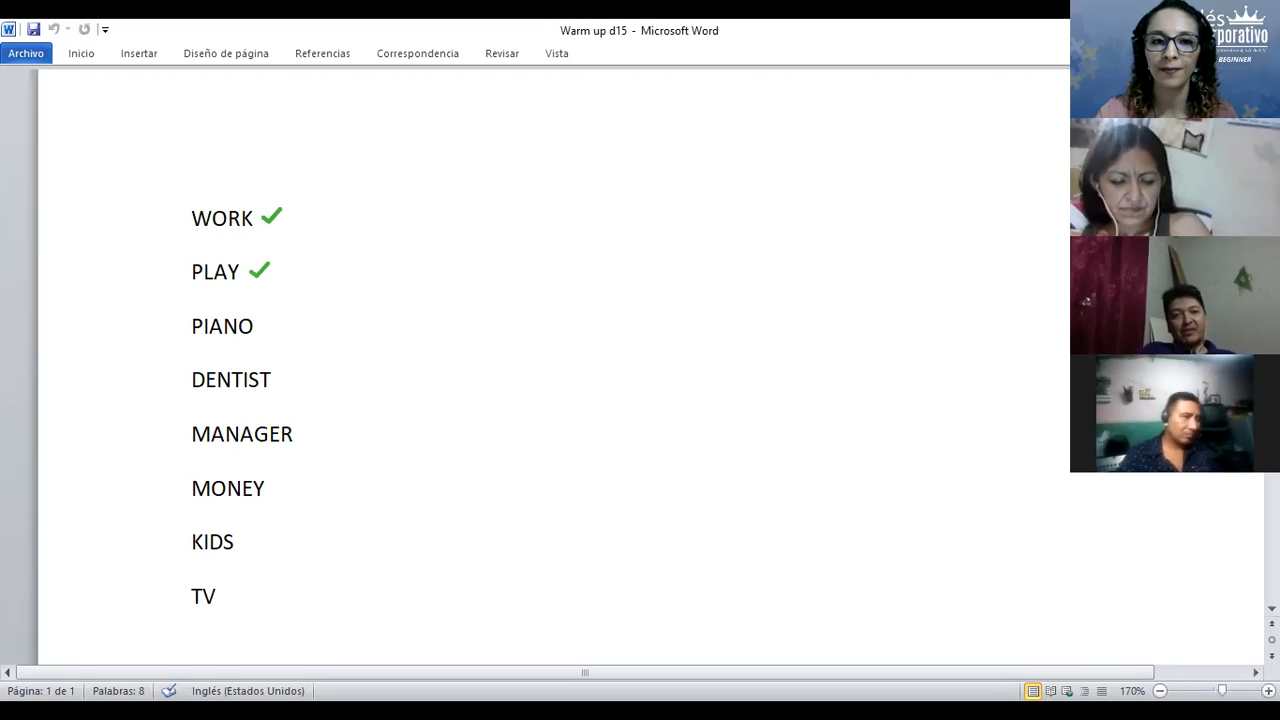 Warm up d15 - Microsoft Word
Archivo Inicio Insertar Diseño de página Referencias Correspondencia Revisar Vista
WORK
PLAY
PIANO
DENTIST
MANAGER
MONEY
KIDS
TV
BEGINNER
Página: 1 de 1 Palabras: 8 Inglés (Estados Unidos) 170%